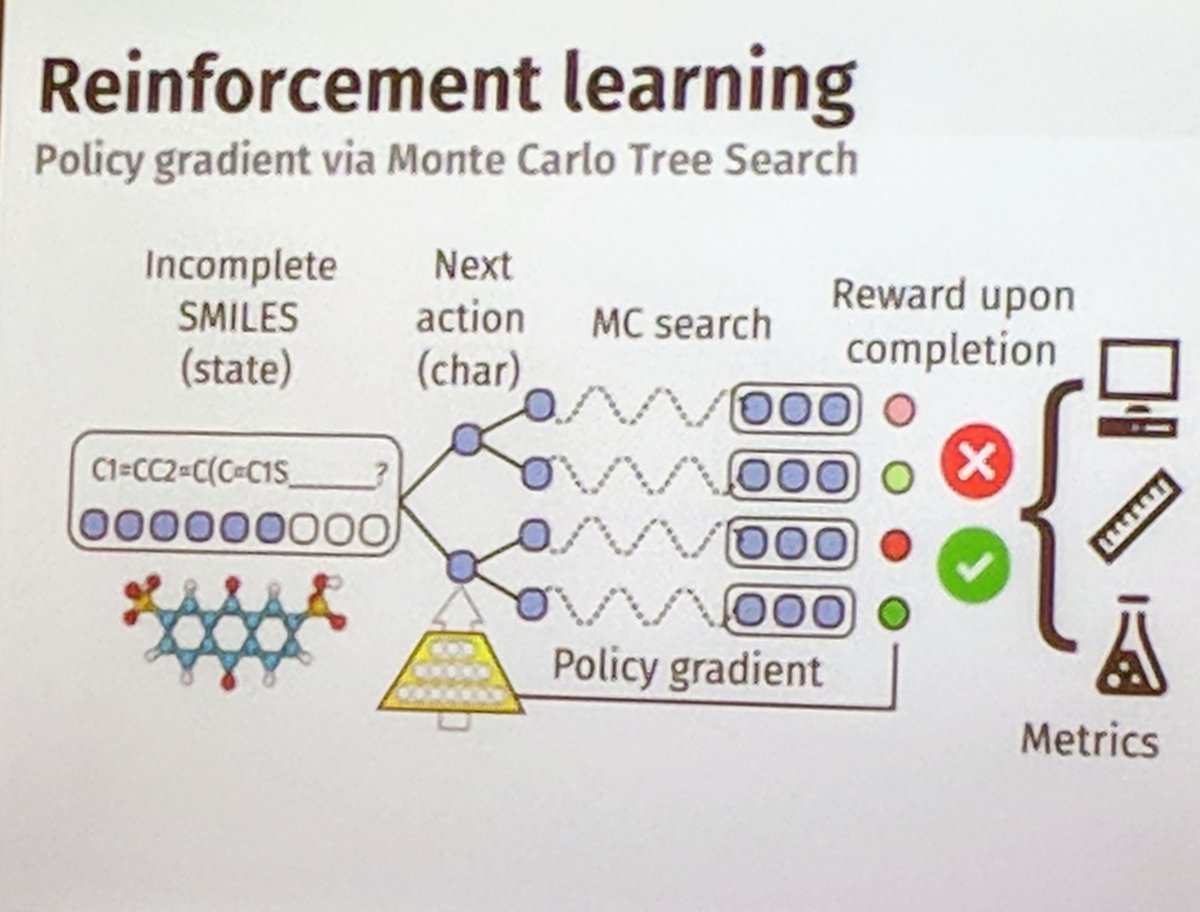 Reinforcement learning
Policy gradient via Monte Carlo Tree Search
Incomplete
SMILES
(state)
Next
action
(char)
MC search
Reward upon
completion
C1=CC2=C(C=C1S______?
Policy gradient
Metrics